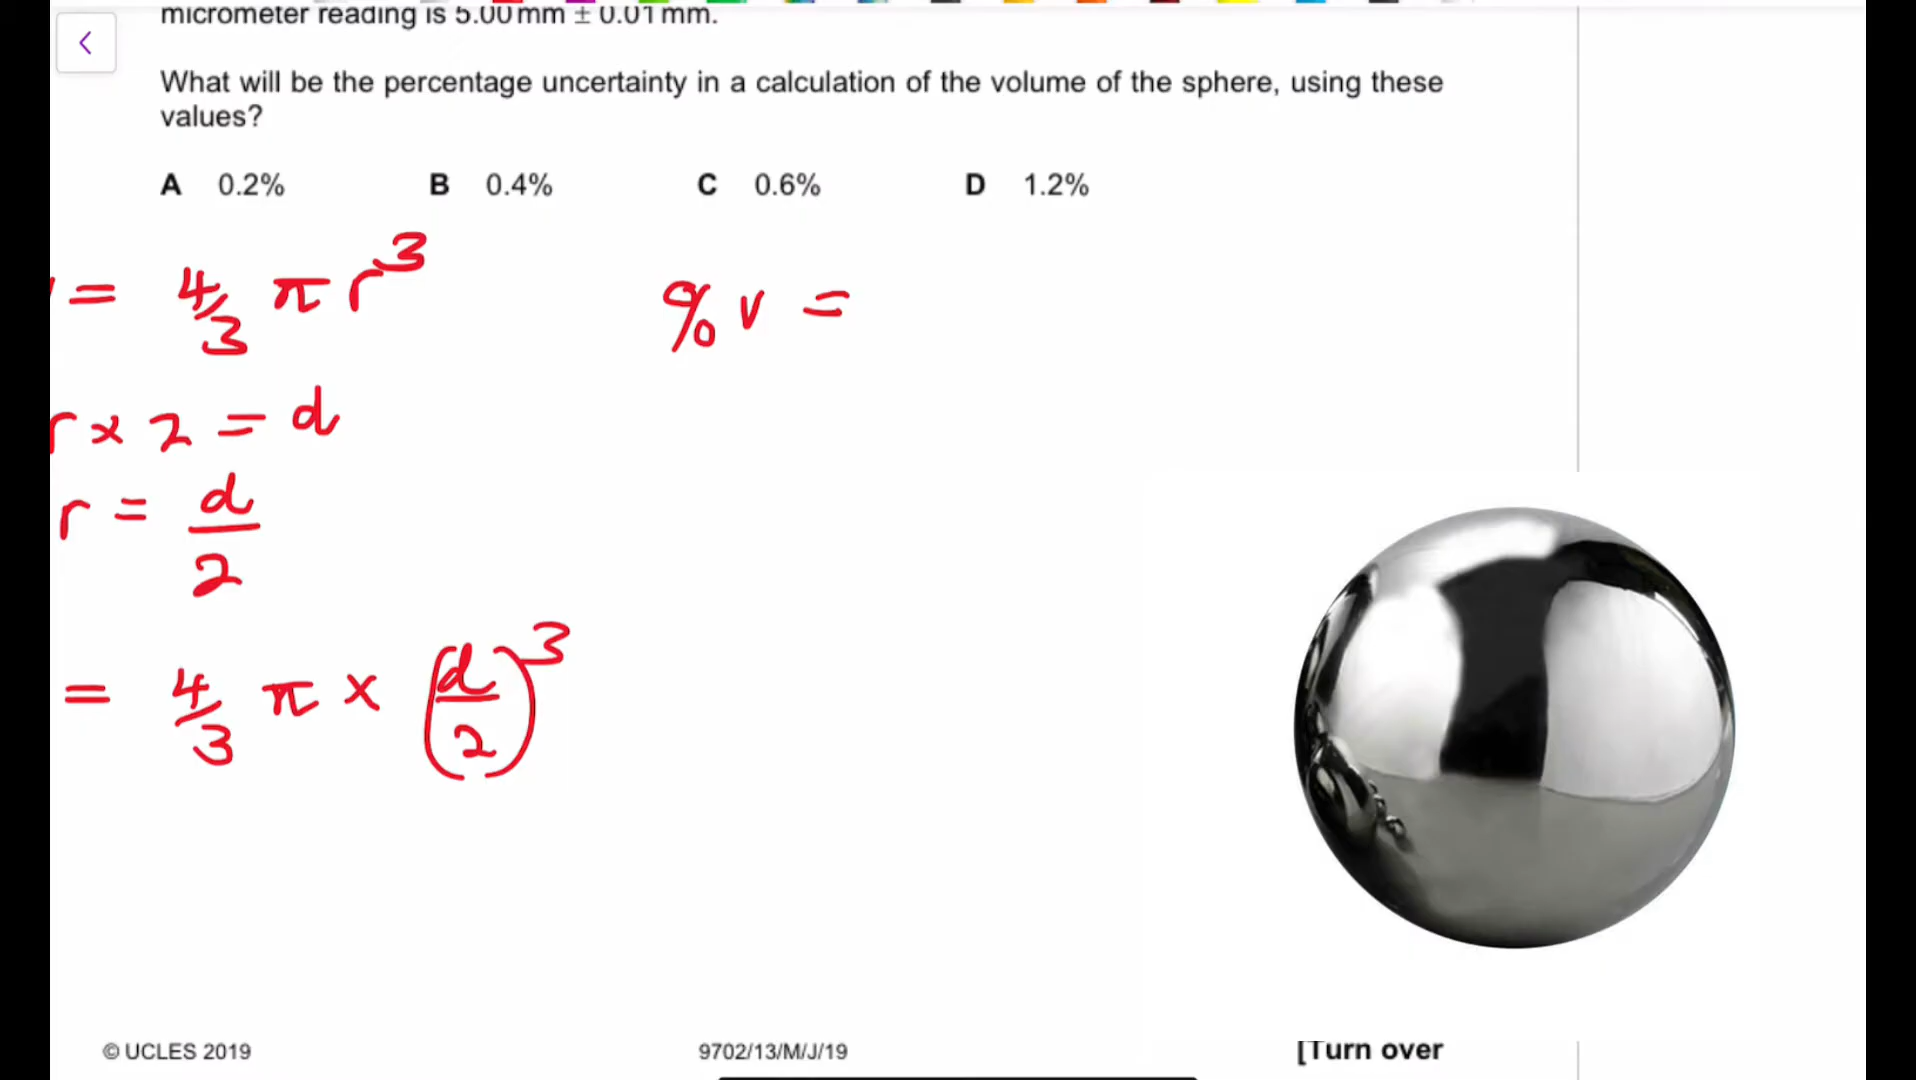 micrometer reading is 5.00 mm ± 0.01 mm.
What will be the percentage uncertainty in a calculation of the volume of the sphere, using these
values?
A 0.2% B 0.4% C 0.6% D 1.2%
= 4/3 π r³
% v =
r × 2 = d
r = d/2
= 4/3 π × (d/2)³
© UCLES 2019 9702/13/M/J/19 [Turn over